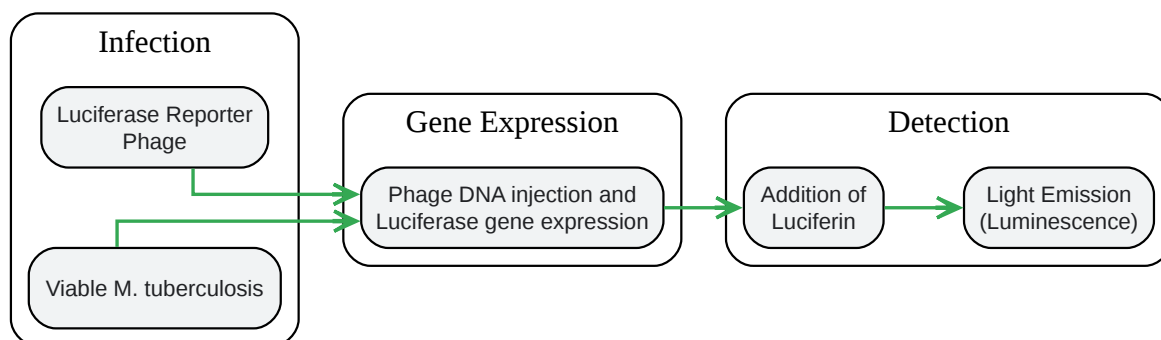 Infection
Luciferase Reporter
Phage
Viable M. tuberculosis
Gene Expression
Phage DNA injection and
Luciferase gene expression
Detection
Addition of
Luciferin
Light Emission
(Luminescence)